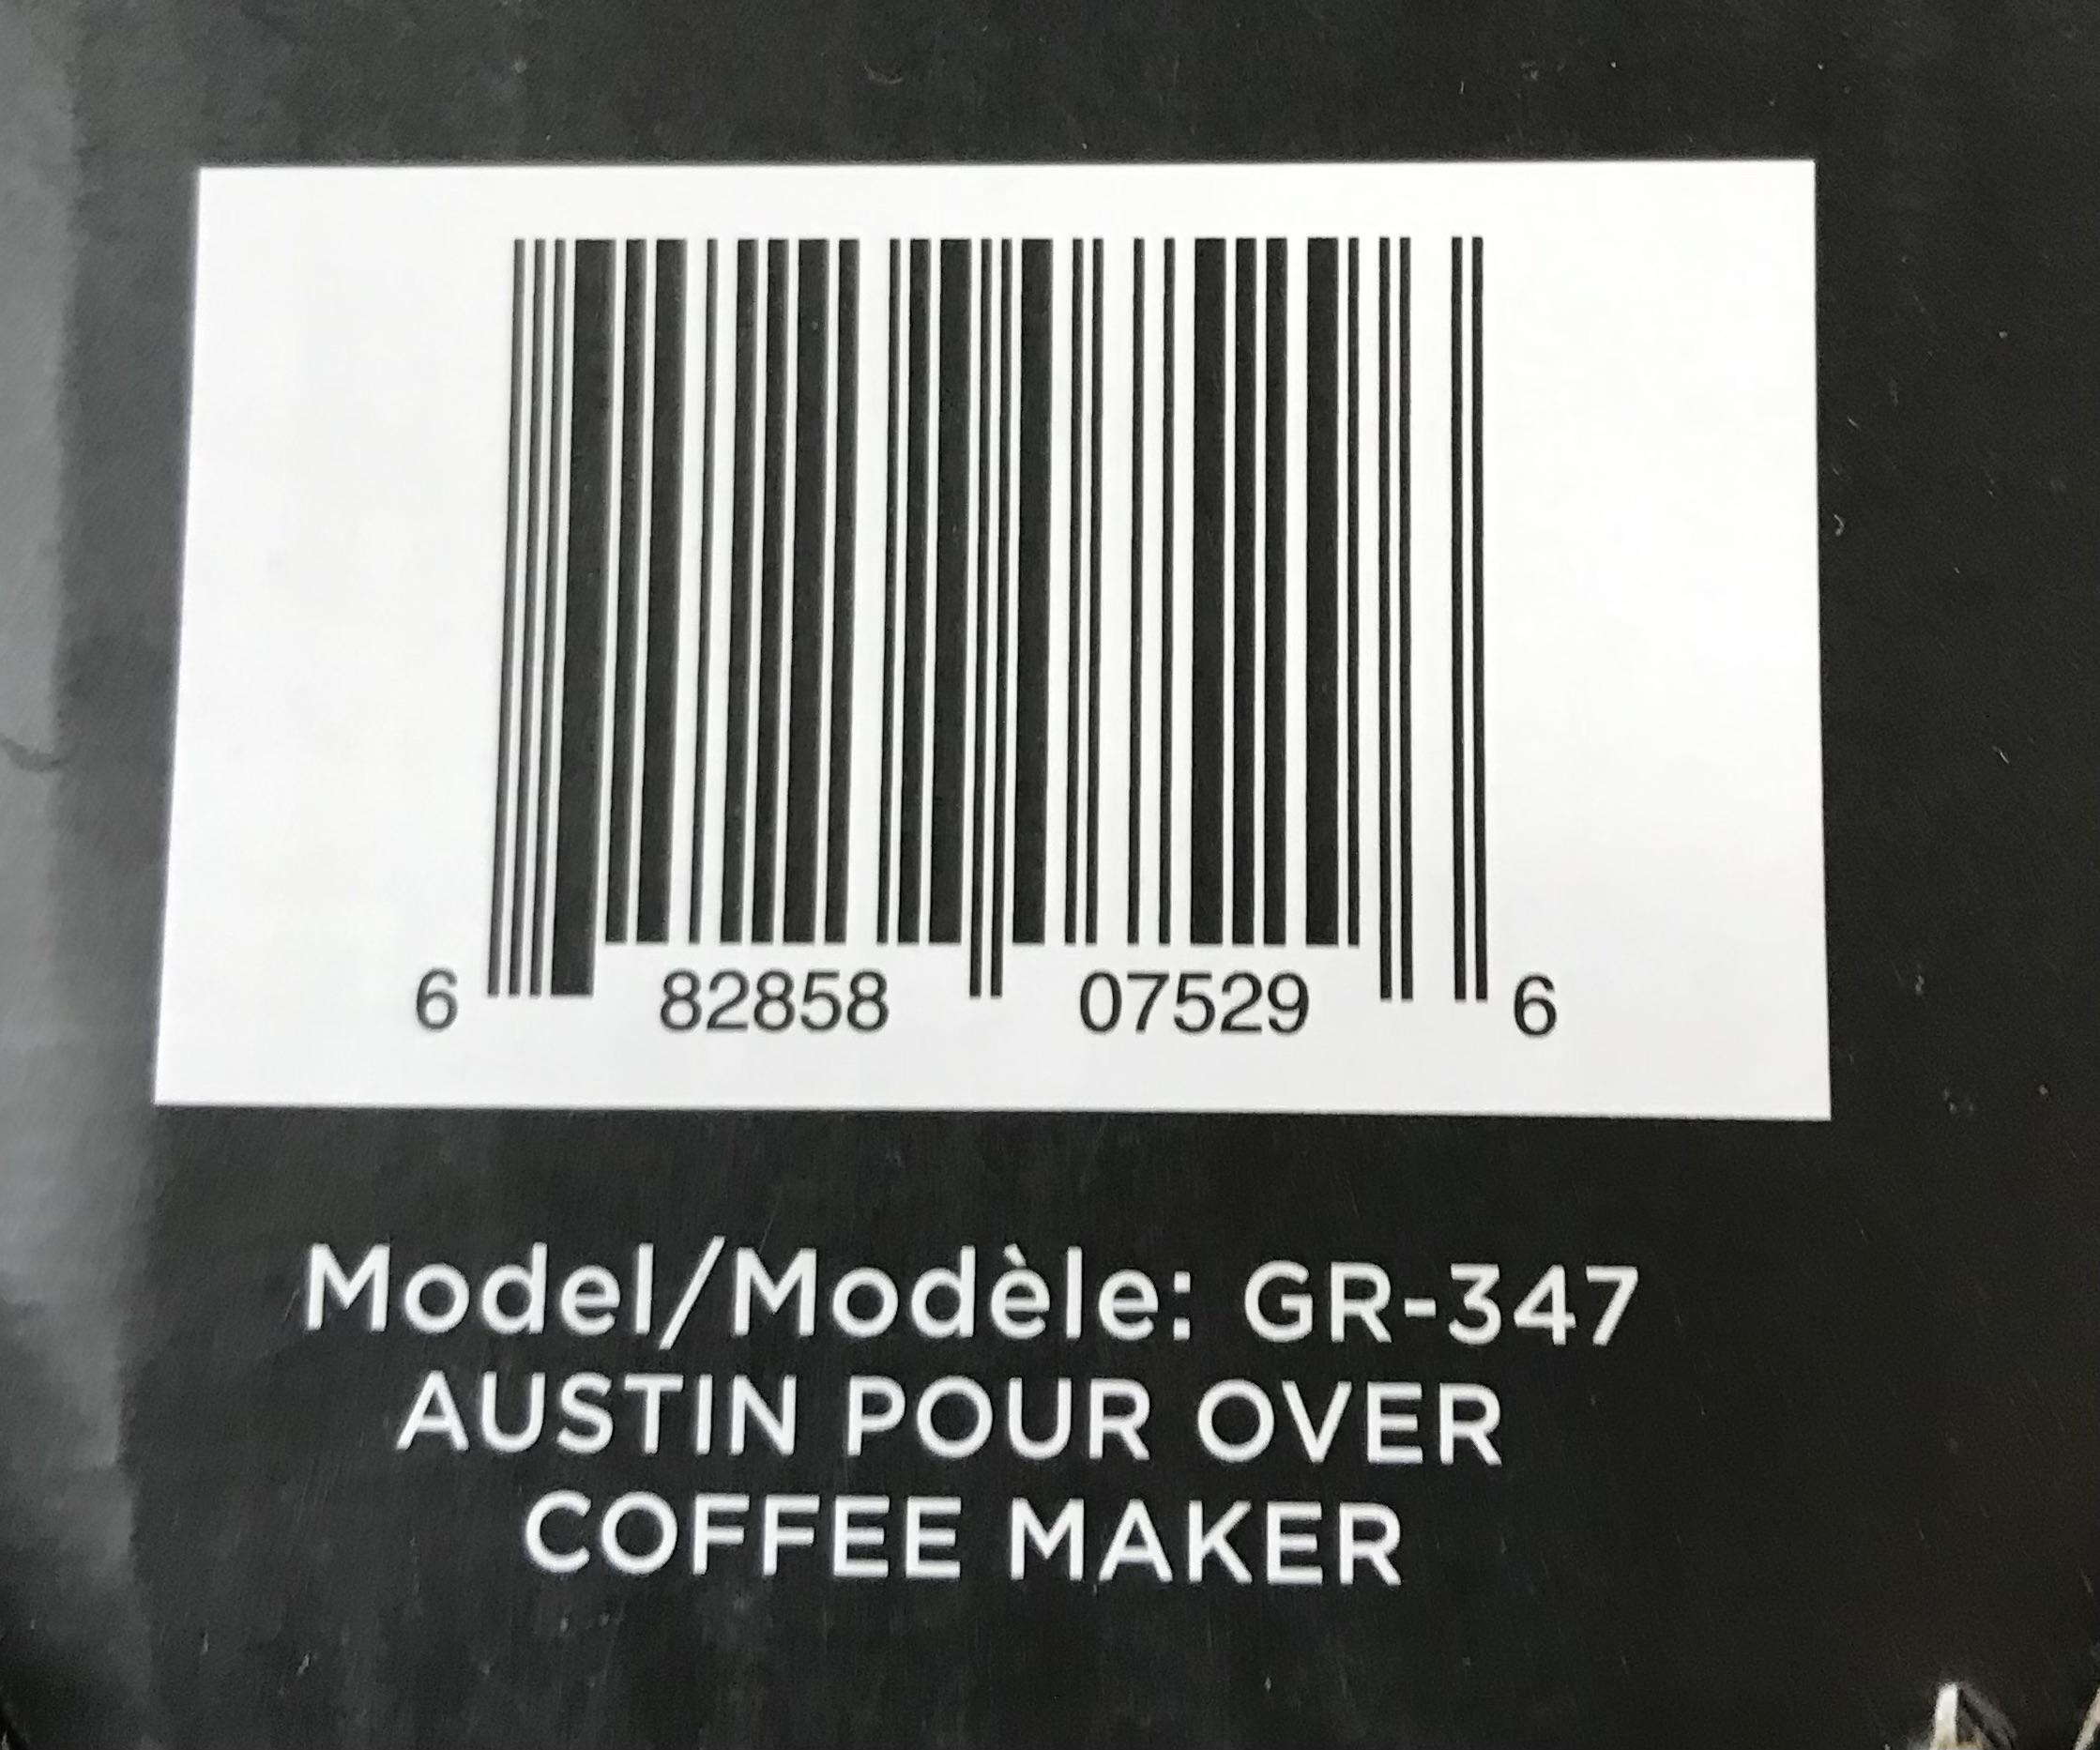 6 82858 07529 6
Model/Modèle: GR-347
AUSTIN POUR OVER
COFFEE MAKER